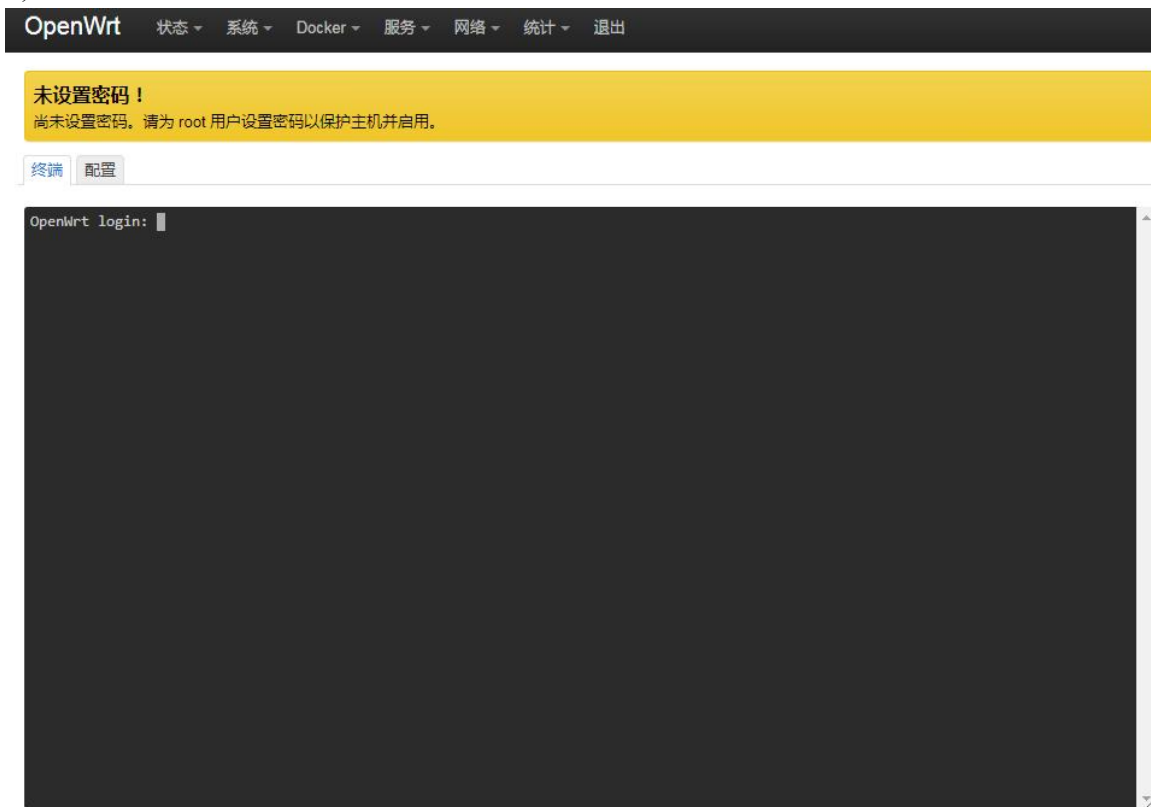 OpenWrt 状态 系统 Docker 服务 网络 统计 退出
未设置密码！
尚未设置密码。请为 root 用户设置密码以保护主机并启用。
终端 配置
OpenWrt login: